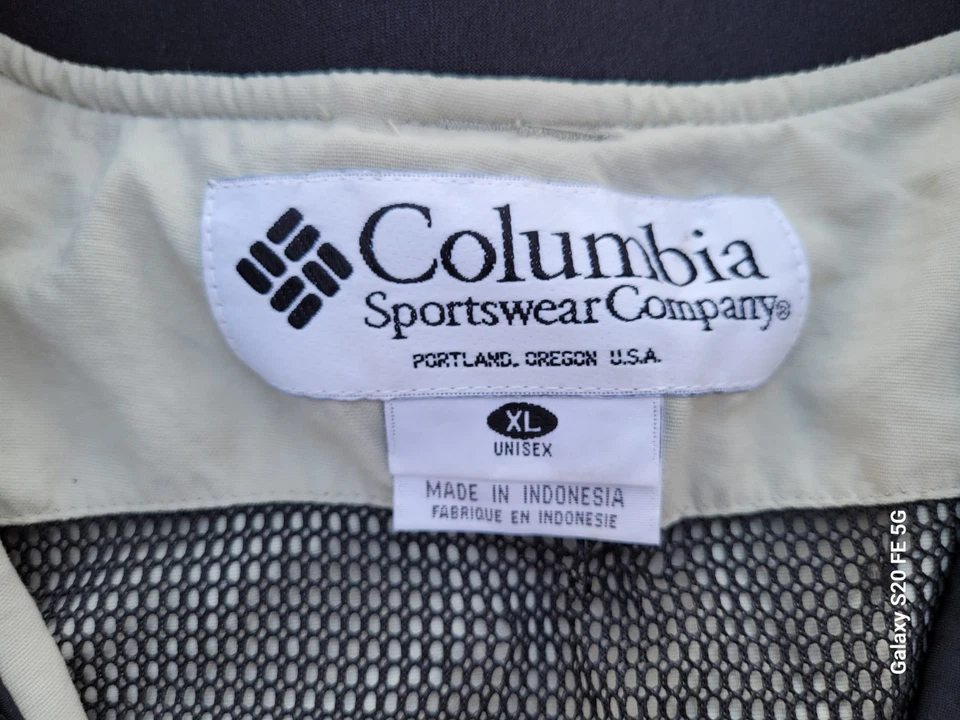 Columbia
Sportswear Company®
PORTLAND, OREGON U.S.A.
XL
UNISEX
MADE IN INDONESIA
FABRIQUE EN INDONESIE
Galaxy S20 FE 5G